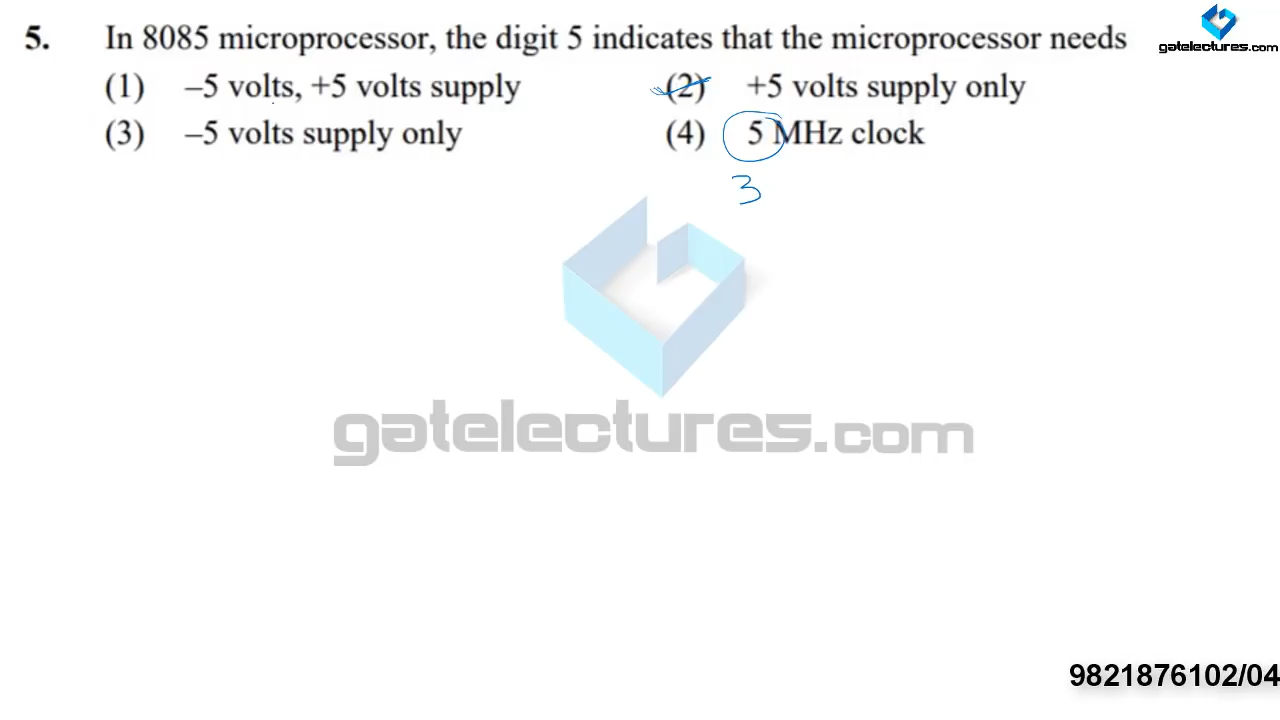 gatelectures.com
5. In 8085 microprocessor, the digit 5 indicates that the microprocessor needs
(1) –5 volts, +5 volts supply (2) +5 volts supply only
(3) –5 volts supply only (4) 5 MHz clock
3
gatelectures.com
9821876102/04